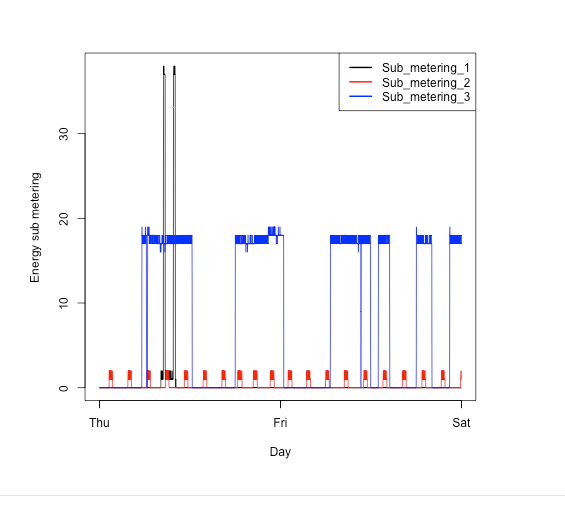 Sub_metering_1
Sub_metering_2
Sub_metering_3
Energy sub metering
30
20
10
0
Thu Fri Sat
Day